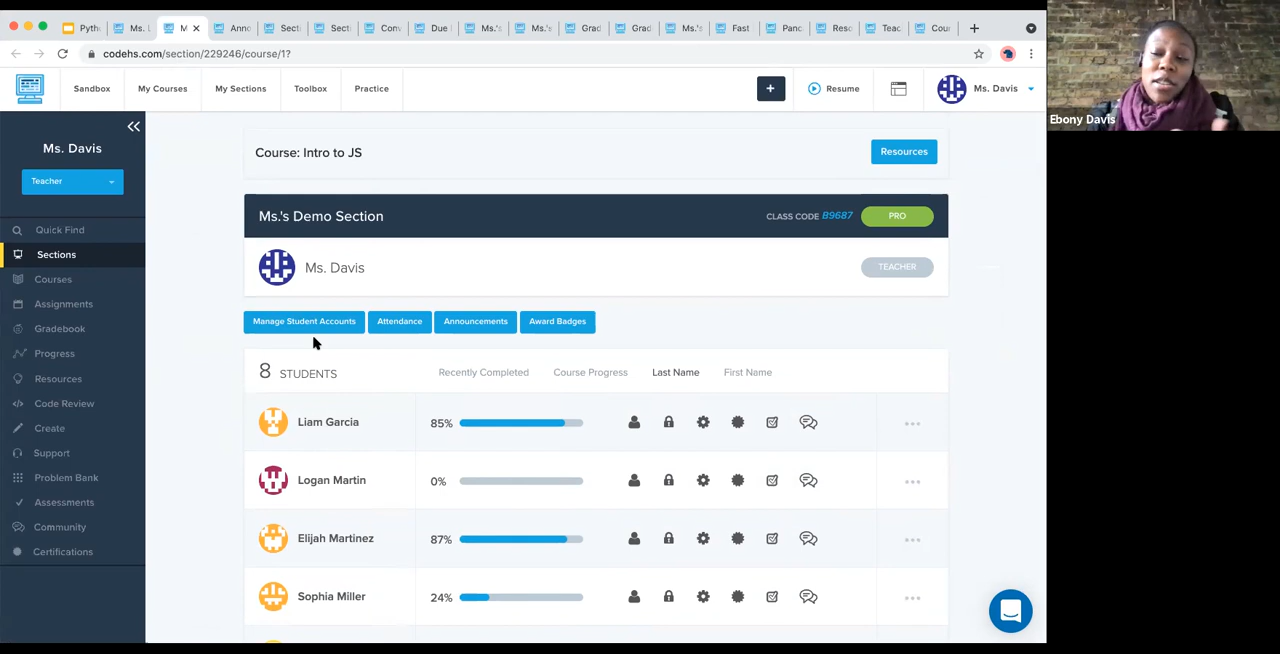 Pyth
Ms. L
M
Anno
Secti
Secti
Conv
Due
Ms.'s
Ms.'s
Grad
Grad
Ms.'s
Fast
Panc
Reso
Teac
Cour
codehs.com/section/229246/course/1?
Sandbox
My Courses
My Sections
Toolbox
Practice
+
Resume
Ms. Davis
Ebony Davis
Ms. Davis
Teacher
Quick Find
Sections
Courses
Assignments
Gradebook
Progress
Resources
Code Review
Create
Support
Problem Bank
Assessments
Community
Certifications
Course: Intro to JS
Resources
Ms.'s Demo Section
CLASS CODE B9687
PRO
Ms. Davis
TEACHER
Manage Student Accounts
Attendance
Announcements
Award Badges
8 STUDENTS
Recently Completed
Course Progress
Last Name
First Name
Liam Garcia
85%
Logan Martin
0%
Elijah Martinez
87%
Sophia Miller
24%